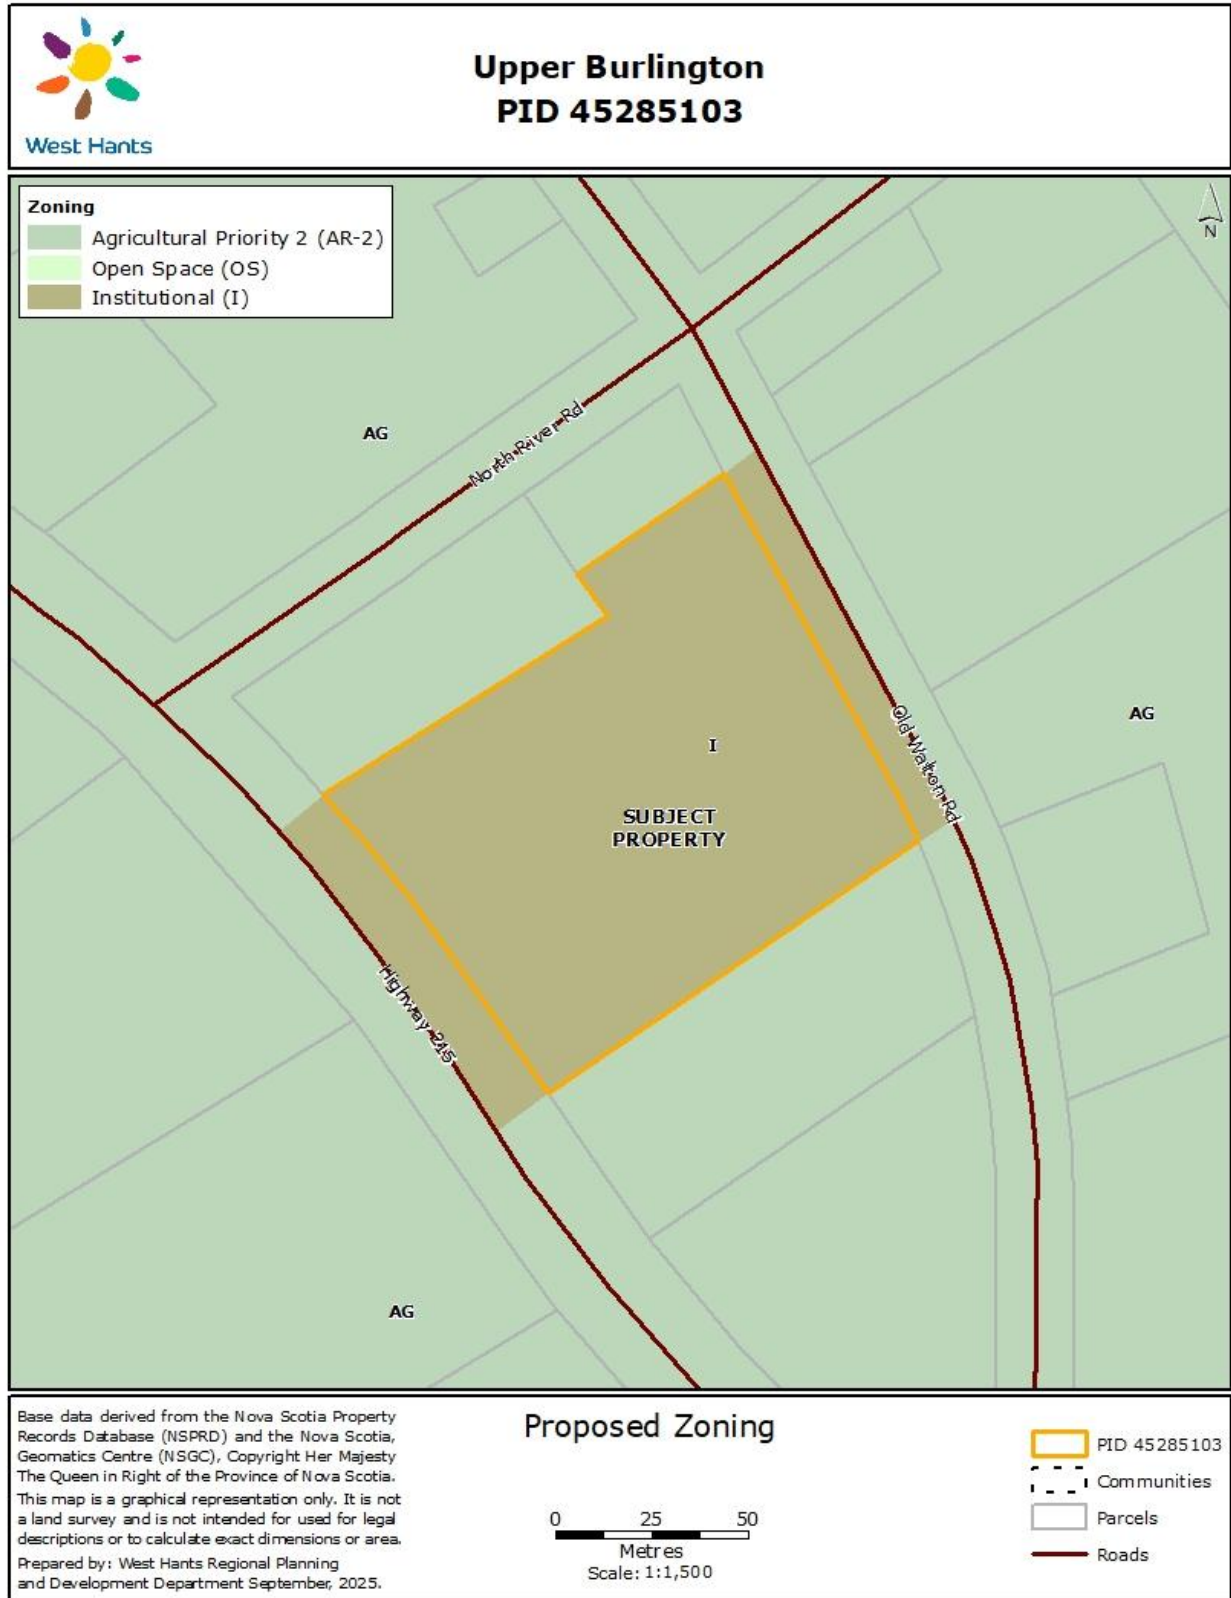 West Hants
Upper Burlington
PID 45285103
Zoning
Agricultural Priority 2 (AR-2)
Open Space (OS)
Institutional (I)
N
AG
North River Rd
AG
Old Walton Rd
I
SUBJECT
PROPERTY
Highway 215
AG
Base data derived from the Nova Scotia Property
Records Database (NSPRD) and the Nova Scotia,
Geomatics Centre (NSGC), Copyright Her Majesty
The Queen in Right of the Province of Nova Scotia.
This map is a graphical representation only. It is not
a land survey and is not intended for used for legal
descriptions or to calculate exact dimensions or area.
Prepared by: West Hants Regional Planning
and Development Department September, 2025.
Proposed Zoning
0 25 50
Metres
Scale: 1:1,500
PID 45285103
Communities
Parcels
Roads